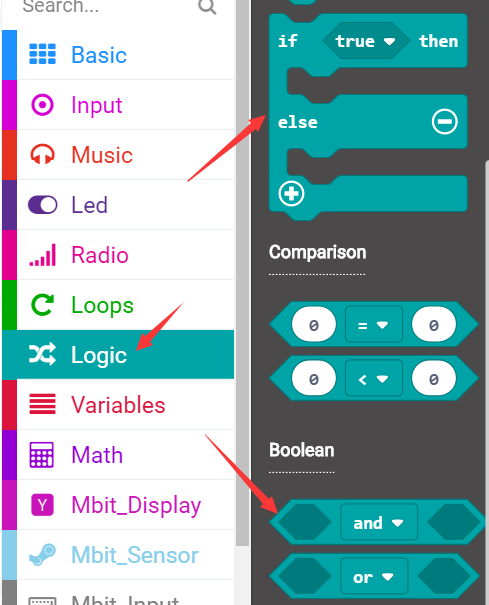 Search...
Basic
Input
Music
Led
Radio
Loops
Logic
Variables
Math
Y Mbit_Display
Mbit_Sensor
Mbit_Input
if true then
else
Comparison
0 = 0
0 < 0
Boolean
and
or